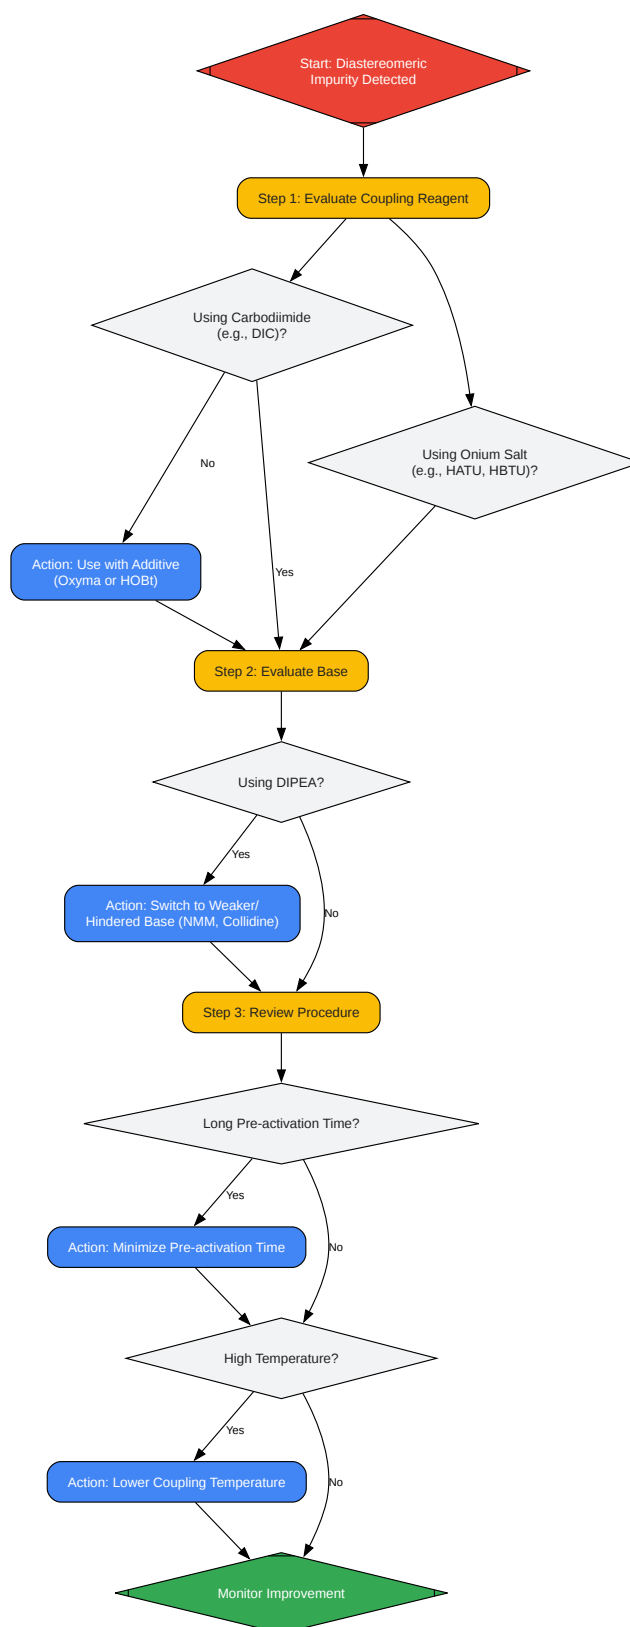 Start: Diastereomeric
Impurity Detected
Step 1: Evaluate Coupling Reagent
Using Carbodiimide
(e.g., DIC)?
Using Onium Salt
(e.g., HATU, HBTU)?
No
Action: Use with Additive
(Oxyma or HOBt)
Yes
Step 2: Evaluate Base
Using DIPEA?
Yes
Action: Switch to Weaker/
Hindered Base (NMM, Collidine)
No
Step 3: Review Procedure
Long Pre-activation Time?
Yes
Action: Minimize Pre-activation Time
No
High Temperature?
Yes
Action: Lower Coupling Temperature
No
Monitor Improvement